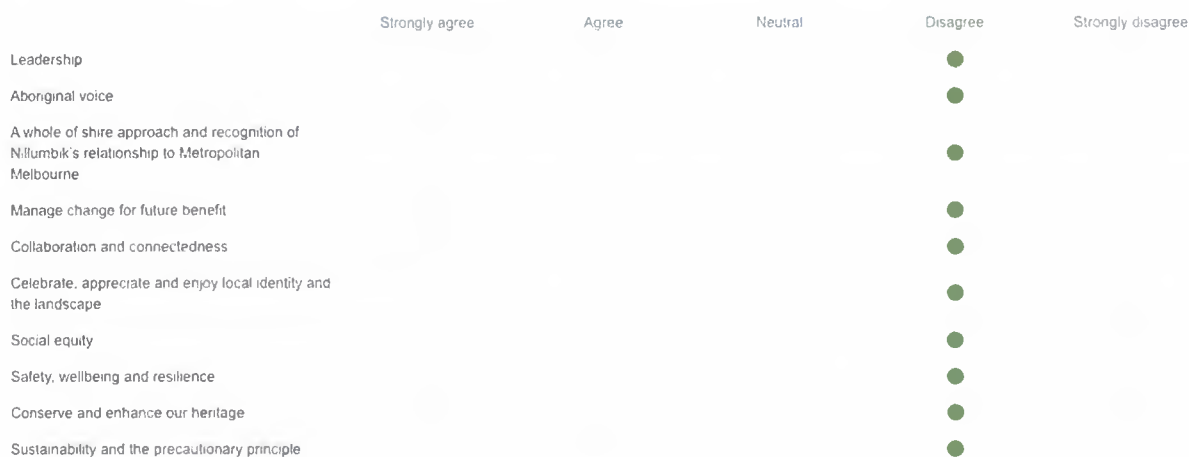 Strongly agree Agree Neutral Disagree Strongly disagree
Leadership
Aboriginal voice
A whole of shire approach and recognition of
Nillumbik's relationship to Metropolitan
Melbourne
Manage change for future benefit
Collaboration and connectedness
Celebrate, appreciate and enjoy local identity and
the landscape
Social equity
Safety, wellbeing and resilience
Conserve and enhance our heritage
Sustainability and the precautionary principle